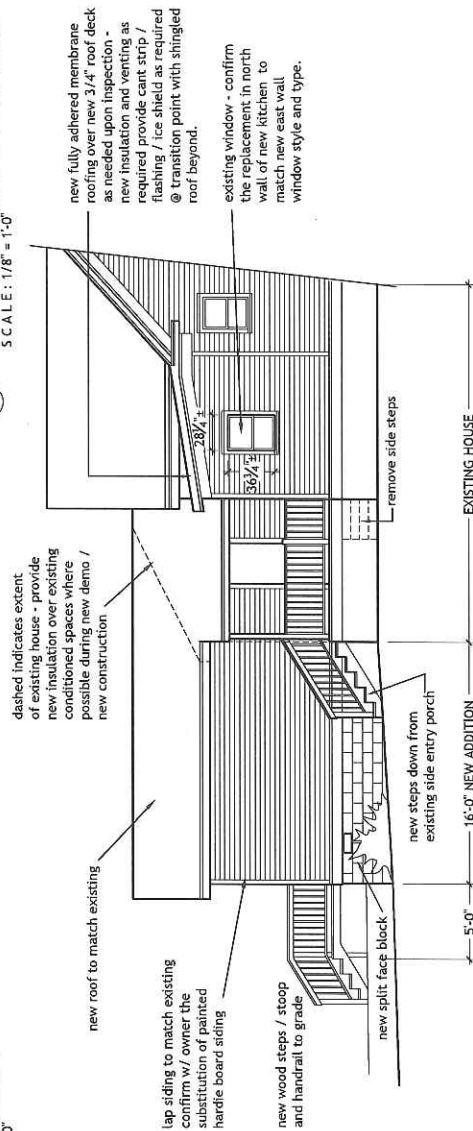 0"
SCALE: 1/8" = 1'-0"
dashed indicates extent
of existing house - provide
new insulation over existing
conditioned spaces where
possible during new demo /
new construction
new roof to match existing
lap siding to match existing
confirm w/ owner the
substitution of painted
hardie board siding
new wood steps / stoop
and handrail to grade
new fully adhered membrane
roofing over new 3/4" roof deck
as needed upon inspection -
new insulation and venting as
required provide cant strip /
flashing / ice shield as required
@ transition point with shingled
roof beyond.
existing window - confirm
the replacement in north
wall of new kitchen to
match new east wall
window style and type.
28¼" ±
36¾" ±
remove side steps
new steps down from
existing side entry porch
new split face block
5'-0"
16'-0" NEW ADDITION
EXISTING HOUSE